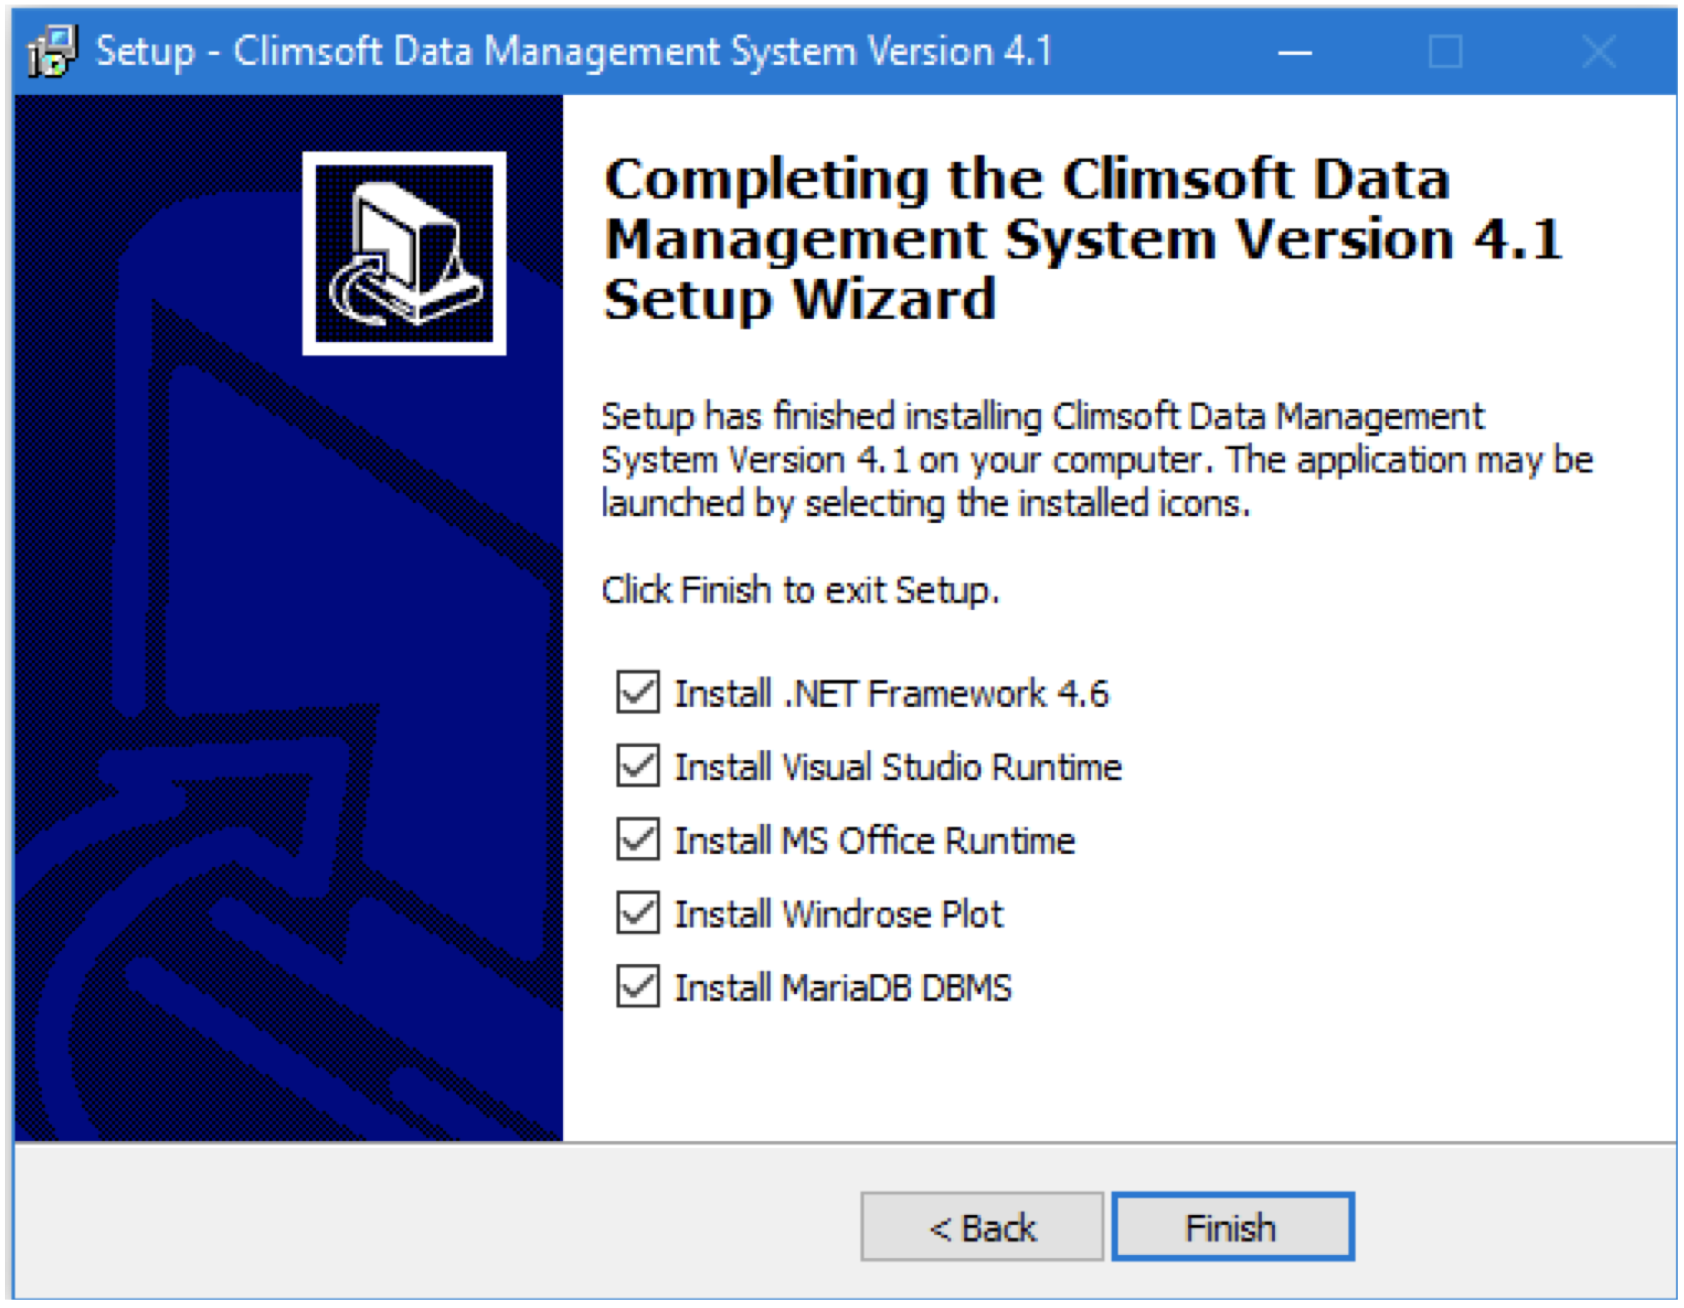 Setup - Climsoft Data Management System Version 4.1
Completing the Climsoft Data
Management System Version 4.1
Setup Wizard
Setup has finished installing Climsoft Data Management
System Version 4.1 on your computer. The application may be
launched by selecting the installed icons.
Click Finish to exit Setup.
Install .NET Framework 4.6
Install Visual Studio Runtime
Install MS Office Runtime
Install Windrose Plot
Install MariaDB DBMS
< Back
Finish